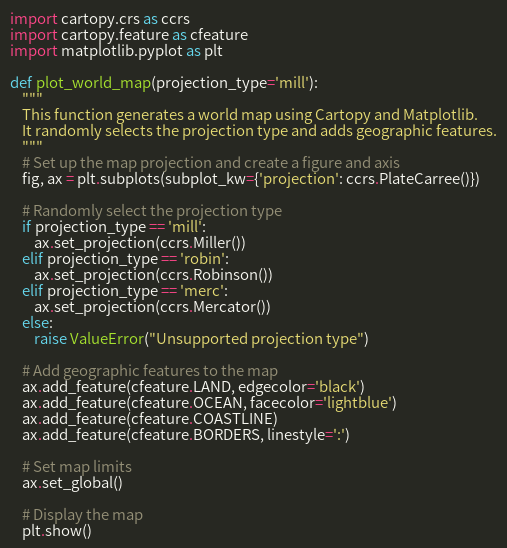 import cartopy.crs as ccrs
import cartopy.feature as cfeature
import matplotlib.pyplot as plt

def plot_world_map(projection_type='mill'):
    """
    This function generates a world map using Cartopy and Matplotlib.
    It randomly selects the projection type and adds geographic features.
    """
    # Set up the map projection and create a figure and axis
    fig, ax = plt.subplots(subplot_kw={'projection': ccrs.PlateCarree()})

    # Randomly select the projection type
    if projection_type == 'mill':
        ax.set_projection(ccrs.Miller())
    elif projection_type == 'robin':
        ax.set_projection(ccrs.Robinson())
    elif projection_type == 'merc':
        ax.set_projection(ccrs.Mercator())
    else:
        raise ValueError("Unsupported projection type")

    # Add geographic features to the map
    ax.add_feature(cfeature.LAND, edgecolor='black')
    ax.add_feature(cfeature.OCEAN, facecolor='lightblue')
    ax.add_feature(cfeature.COASTLINE)
    ax.add_feature(cfeature.BORDERS, linestyle=':')

    # Set map limits
    ax.set_global()

    # Display the map
    plt.show()